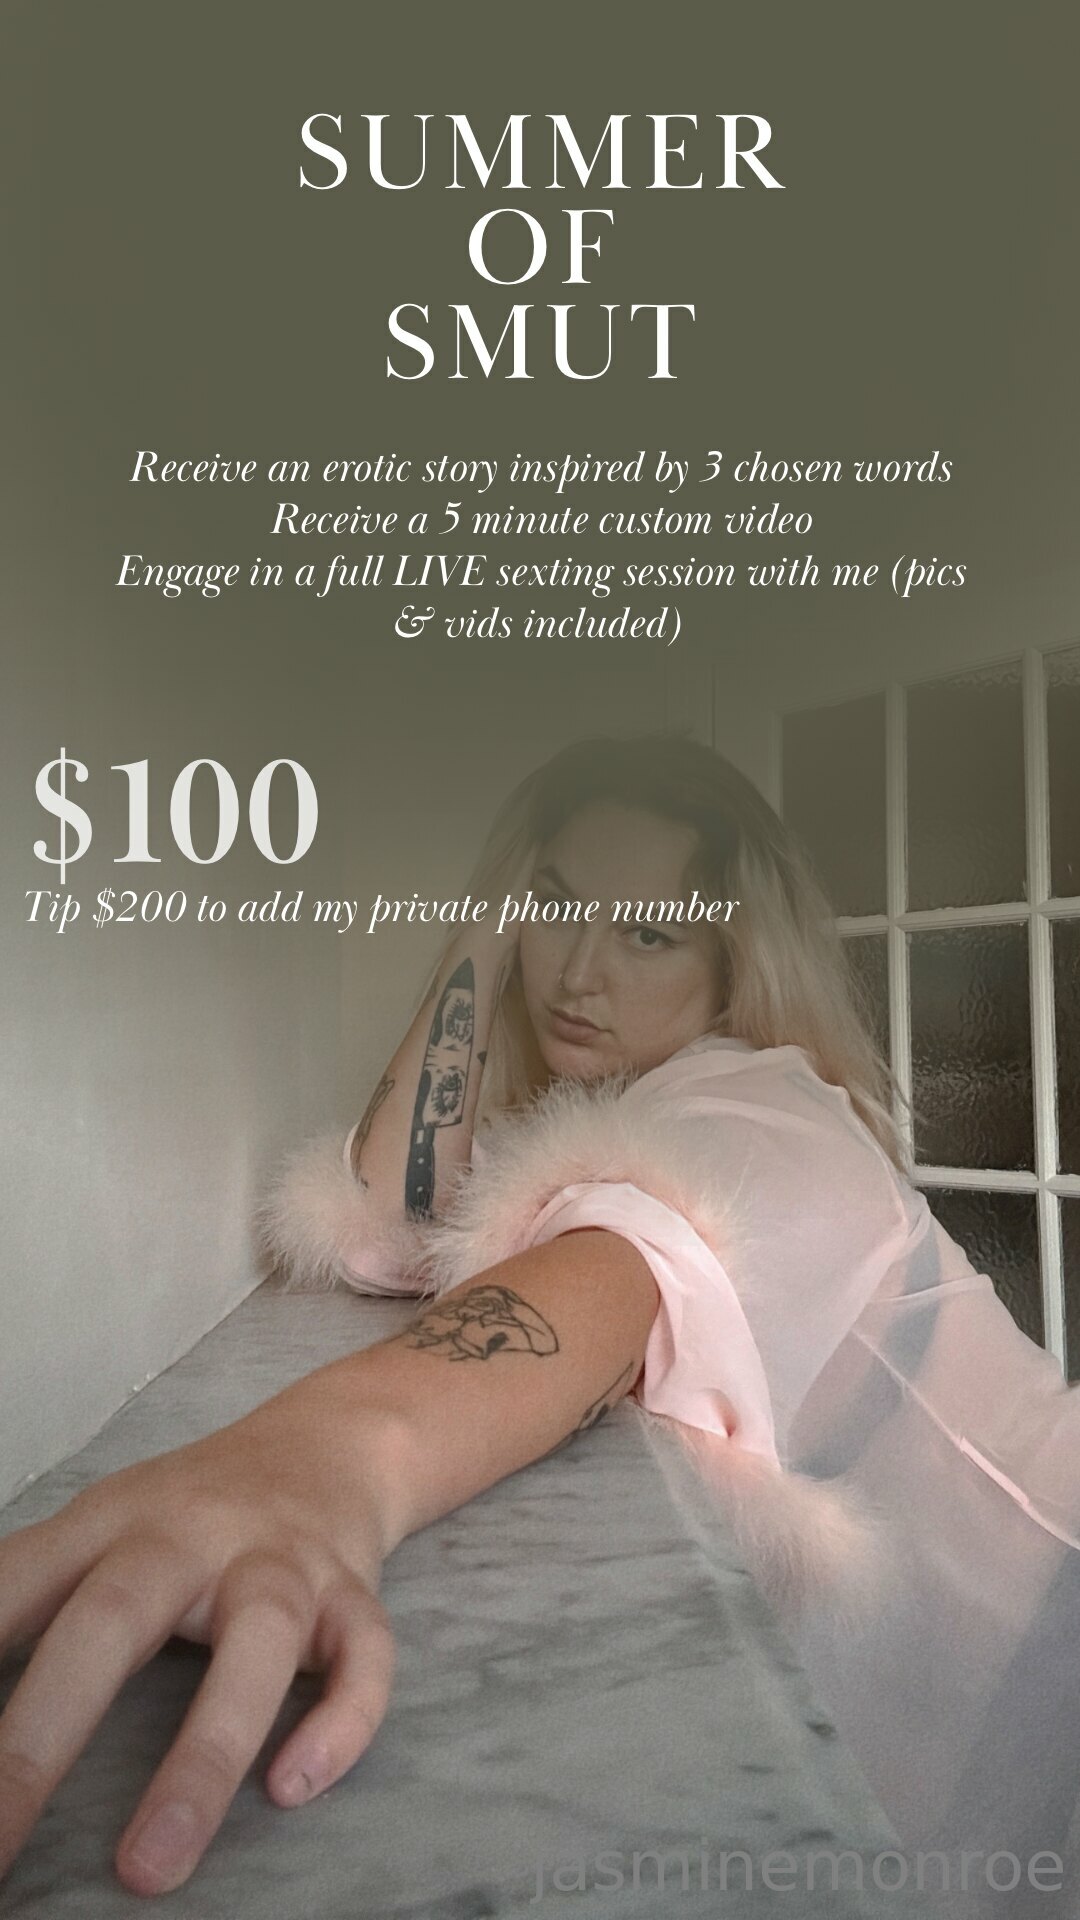 SUMMER
OF
SMUT
Receive an erotic story inspired by 3 chosen words
Receive a 5 minute custom video
Engage in a full LIVE sexting session with me (pics
& vids included)
$100
Tip $200 to add my private phone number
jasminemonroe